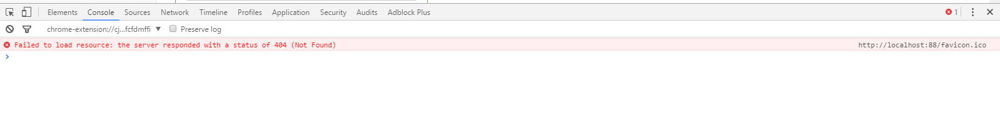 Elements Console Sources Network Timeline Profiles Application Security Audits Adblock Plus 1
chrome-extension://cj...fcfdmffi Preserve log
Failed to load resource: the server responded with a status of 404 (Not Found) http://localhost:88/favicon.ico